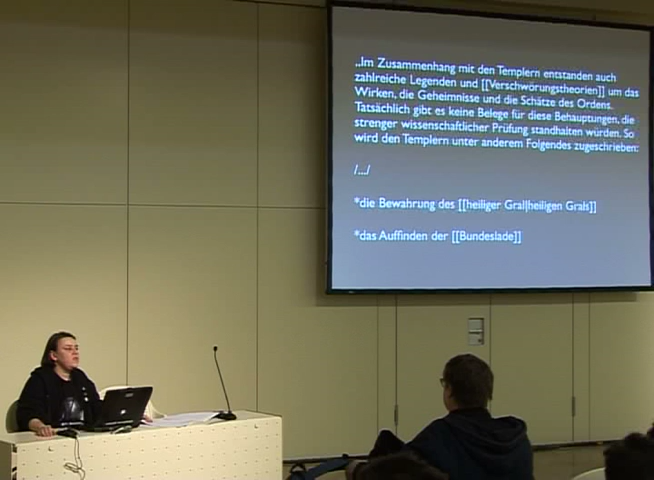 „Im Zusammenhang mit den Templern entstanden auch
zahlreiche Legenden und [[Verschwörungstheorien]] um das
Wirken, die Geheimnisse und die Schätze des Ordens.
Tatsächlich gibt es keine Belege für diese Behauptungen, die
strenger wissenschaftlicher Prüfung standhalten würden. So
wird den Templern unter anderem Folgendes zugeschrieben:
/.../
*die Bewahrung des [[heiliger Gral|heiligen Grals]]
*das Auffinden der [[Bundeslade]]